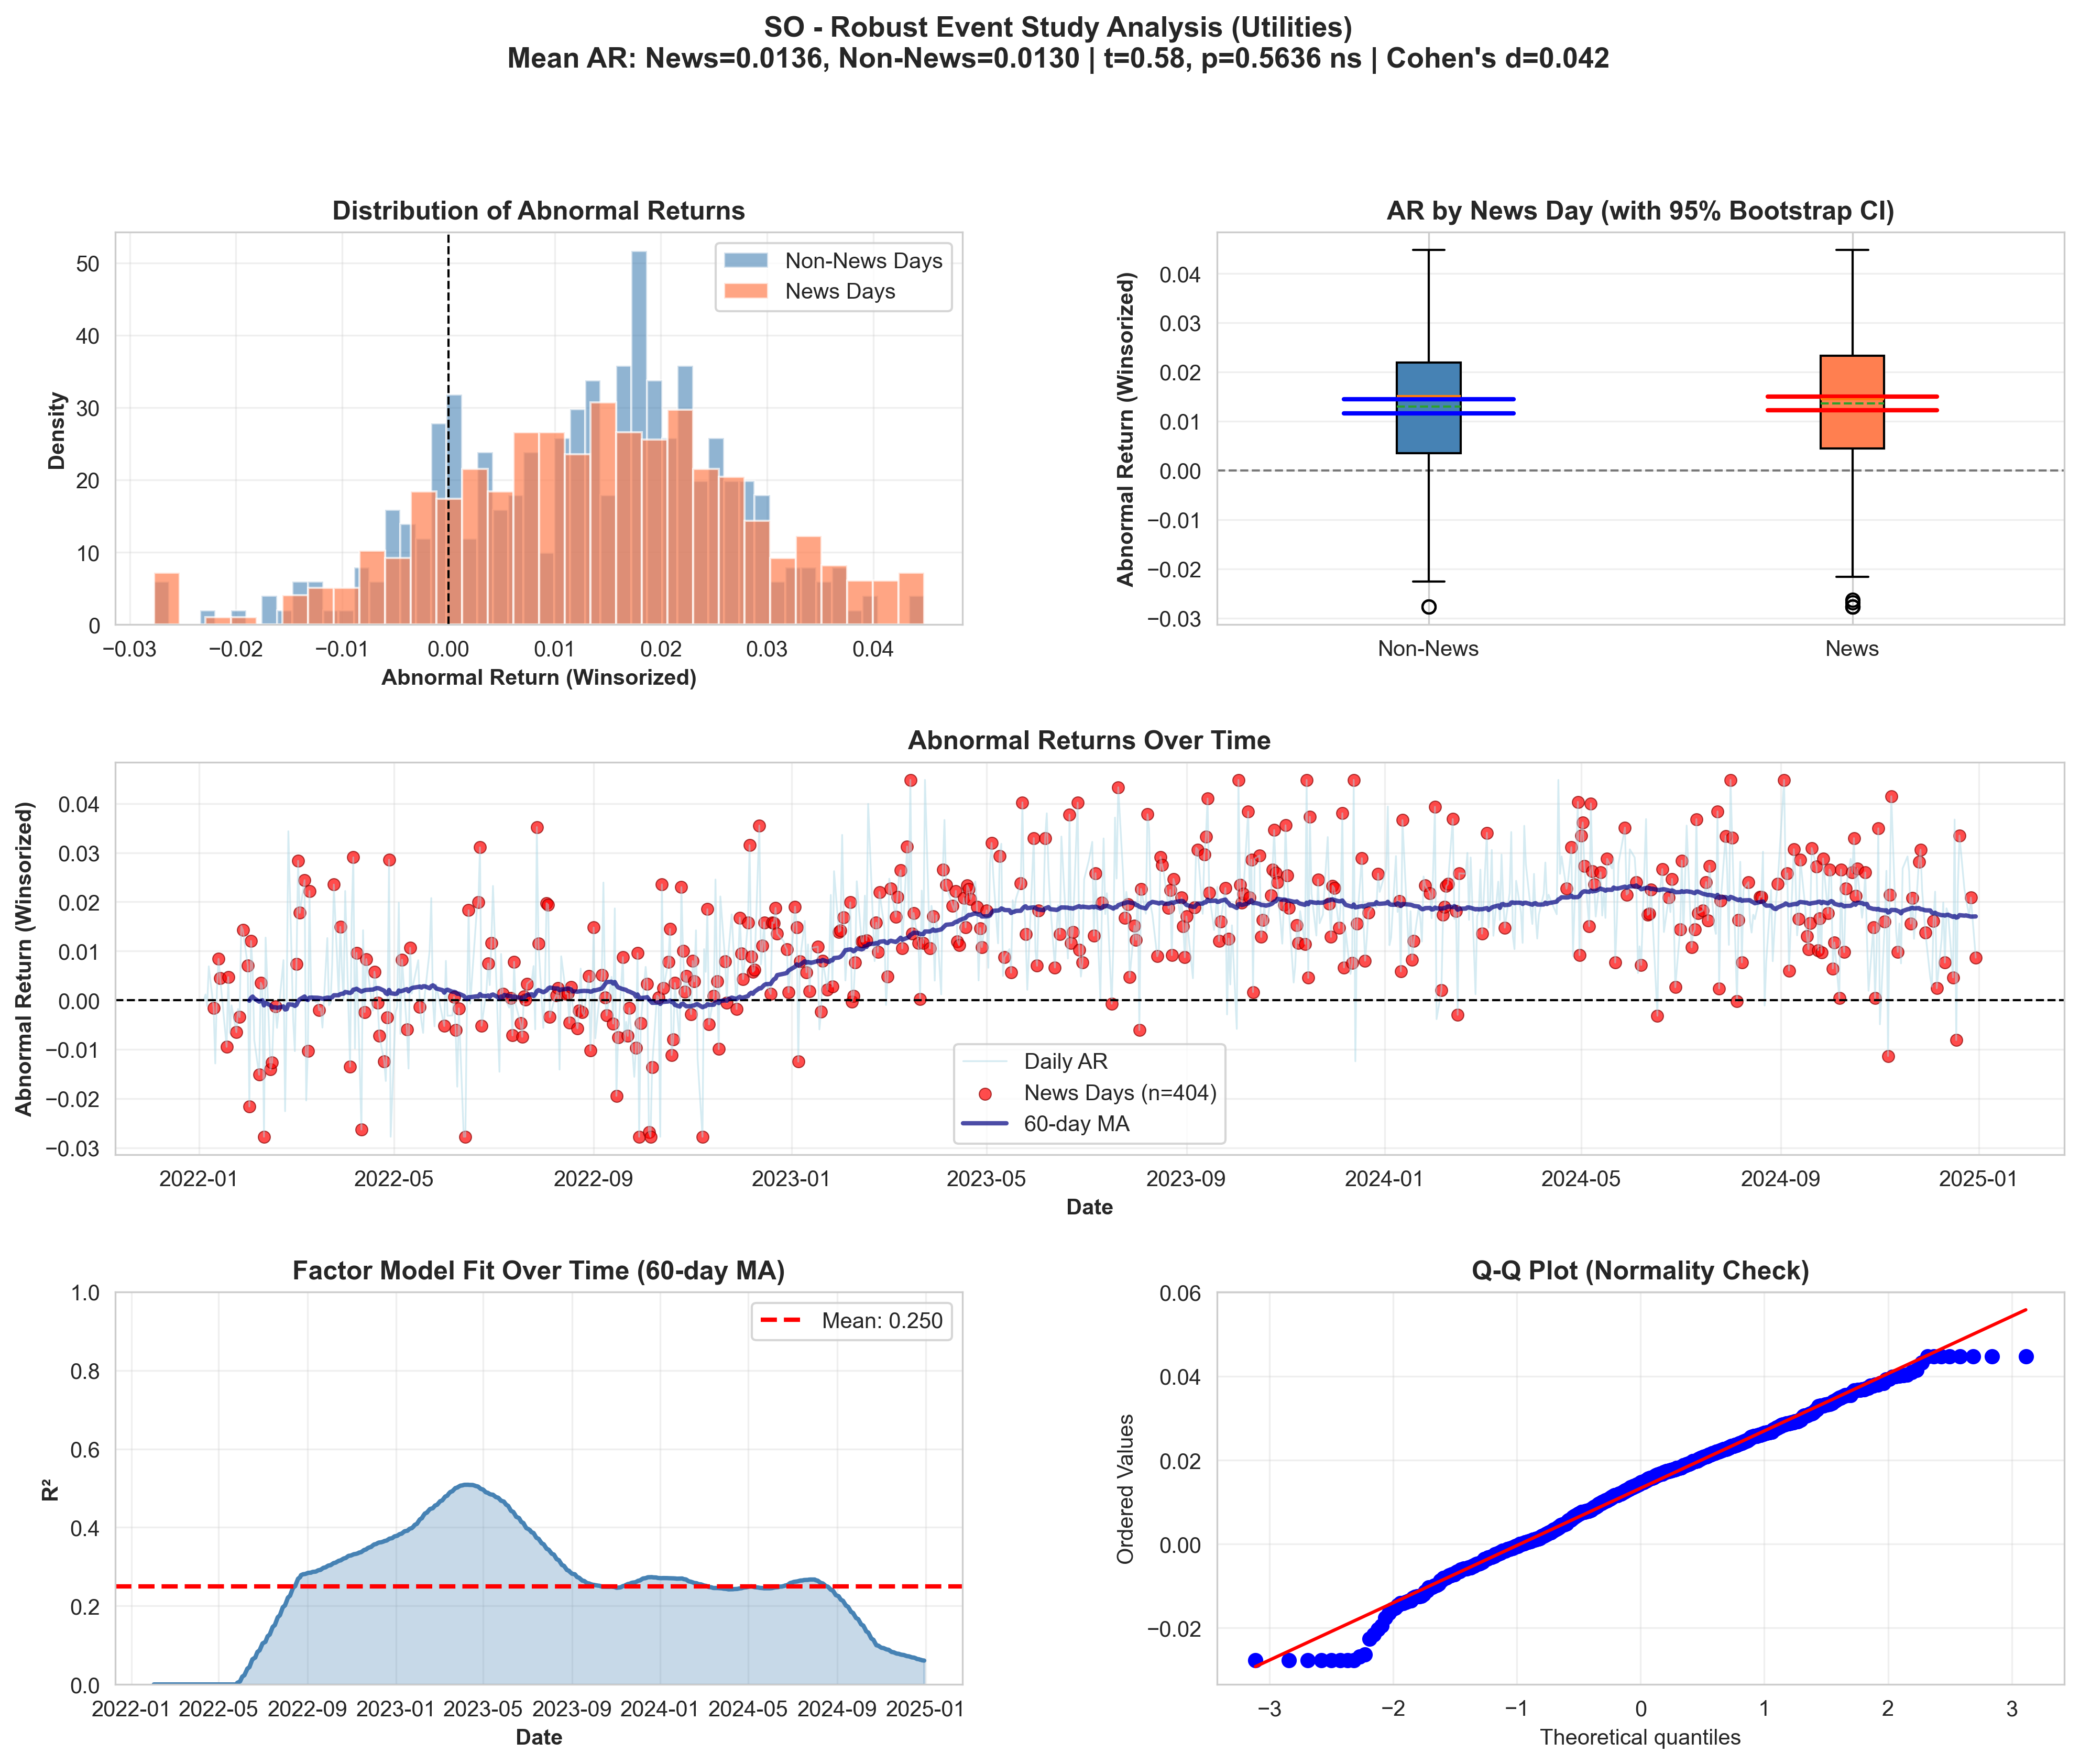 SO - Robust Event Study Analysis (Utilities)
Mean AR: News=0.0136, Non-News=0.0130 | t=0.58, p=0.5636 ns | Cohen's d=0.042
Distribution of Abnormal Returns
Density
50
40
30
20
10
0
Non-News Days
News Days
−0.03 −0.02 −0.01 0.00 0.01 0.02 0.03 0.04
Abnormal Return (Winsorized)
AR by News Day (with 95% Bootstrap CI)
Abnormal Return (Winsorized)
0.04
0.03
0.02
0.01
0.00
−0.01
−0.02
−0.03
Non-News News
Abnormal Returns Over Time
Abnormal Return (Winsorized)
0.04
0.03
0.02
0.01
0.00
−0.01
−0.02
−0.03
Daily AR
News Days (n=404)
60-day MA
2022-01 2022-05 2022-09 2023-01 2023-05 2023-09 2024-01 2024-05 2024-09 2025-01
Date
Factor Model Fit Over Time (60-day MA)
R²
1.0
0.8
0.6
0.4
0.2
0.0
Mean: 0.250
2022-01 2022-05 2022-09 2023-01 2023-05 2023-09 2024-01 2024-05 2024-09 2025-01
Date
Q-Q Plot (Normality Check)
Ordered Values
0.06
0.04
0.02
0.00
−0.02
−3 −2 −1 0 1 2 3
Theoretical quantiles